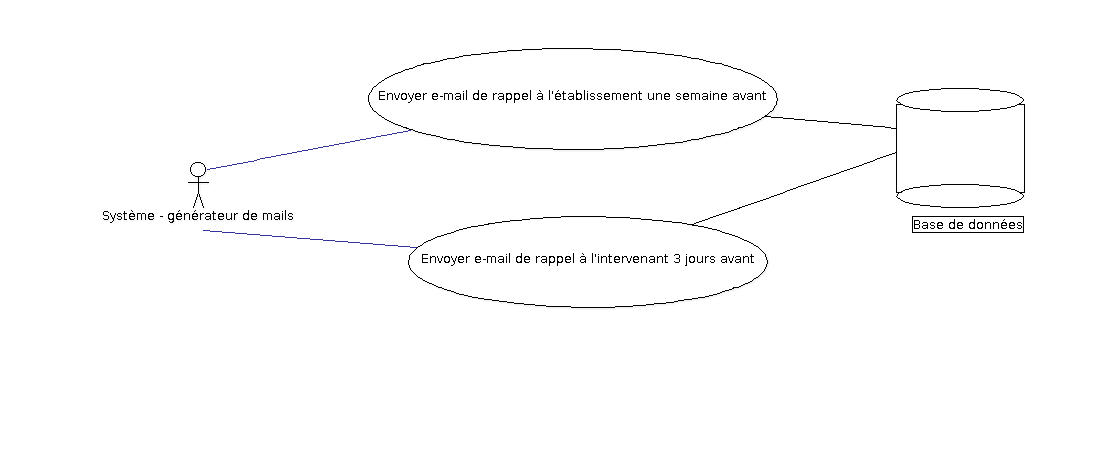 Envoyer e-mail de rappel à l'établissement une semaine avant
Système - générateur de mails
Base de données
Envoyer e-mail de rappel à l'intervenant 3 jours avant